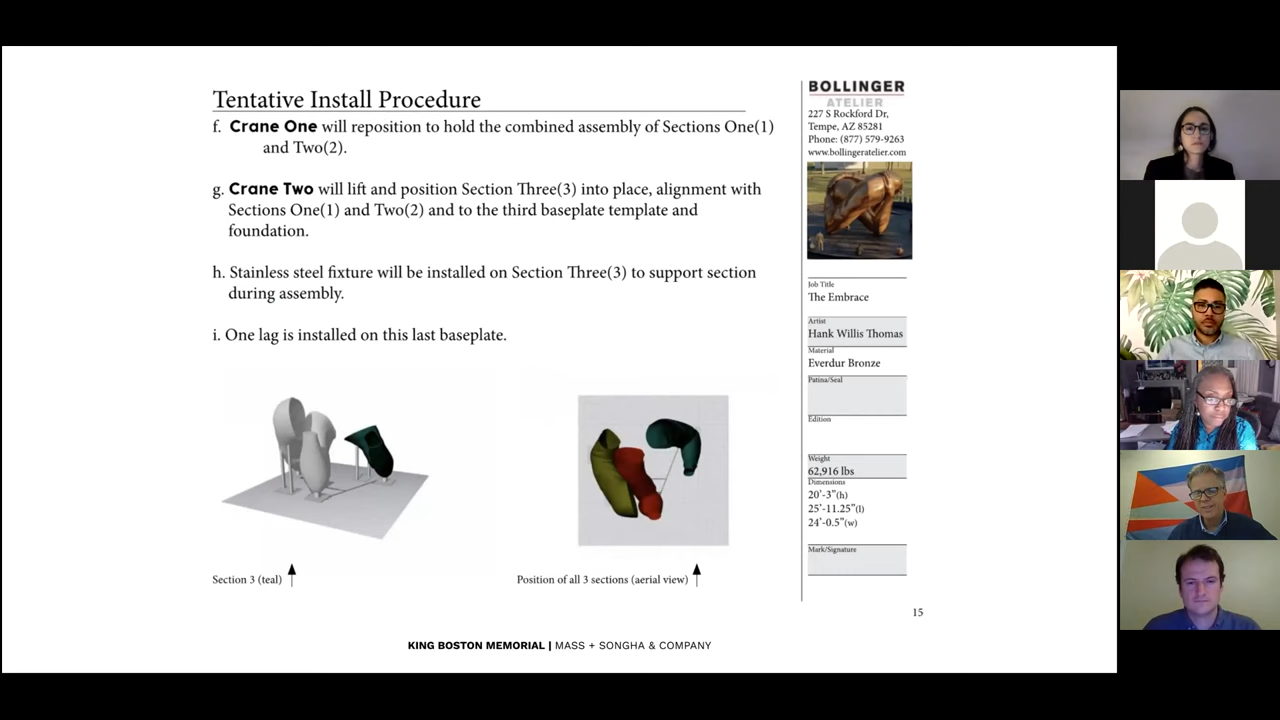 Tentative Install Procedure
f. Crane One will reposition to hold the combined assembly of Sections One(1)
and Two(2).
g. Crane Two will lift and position Section Three(3) into place, alignment with
Sections One(1) and Two(2) and to the third baseplate template and
foundation.
h. Stainless steel fixture will be installed on Section Three(3) to support section
during assembly.
i. One lag is installed on this last baseplate.
Section 3 (teal)
Position of all 3 sections (aerial view)
BOLLINGER
ATELIER
227 S Rockford Dr,
Tempe, AZ 85281
Phone: (877) 579-9263
www.bollingeratelier.com
Job Title
The Embrace
Artist
Hank Willis Thomas
Material
Everdur Bronze
Patina/Seal
Edition
Weight
62,916 lbs
Dimensions
20'-3"(h)
25'-11.25"(l)
24'-0.5"(w)
Mark/Signature
15
KING BOSTON MEMORIAL | MASS + SONGHA & COMPANY